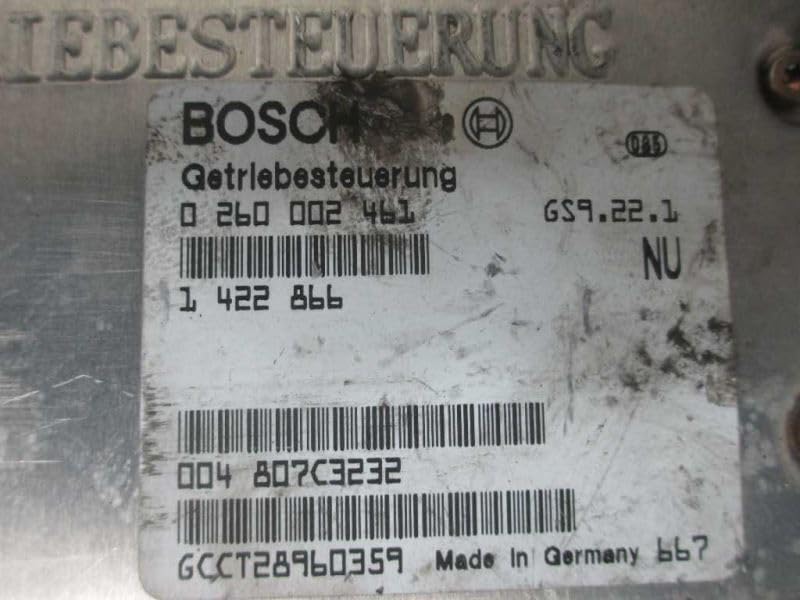 IEBESTEUERUNG
BOSCH
085
Getriebesteuerung
0 260 002 461 GS9.22.1
NU
1 422 866
004 807C3232
GCCT28960359 Made In Germany 667